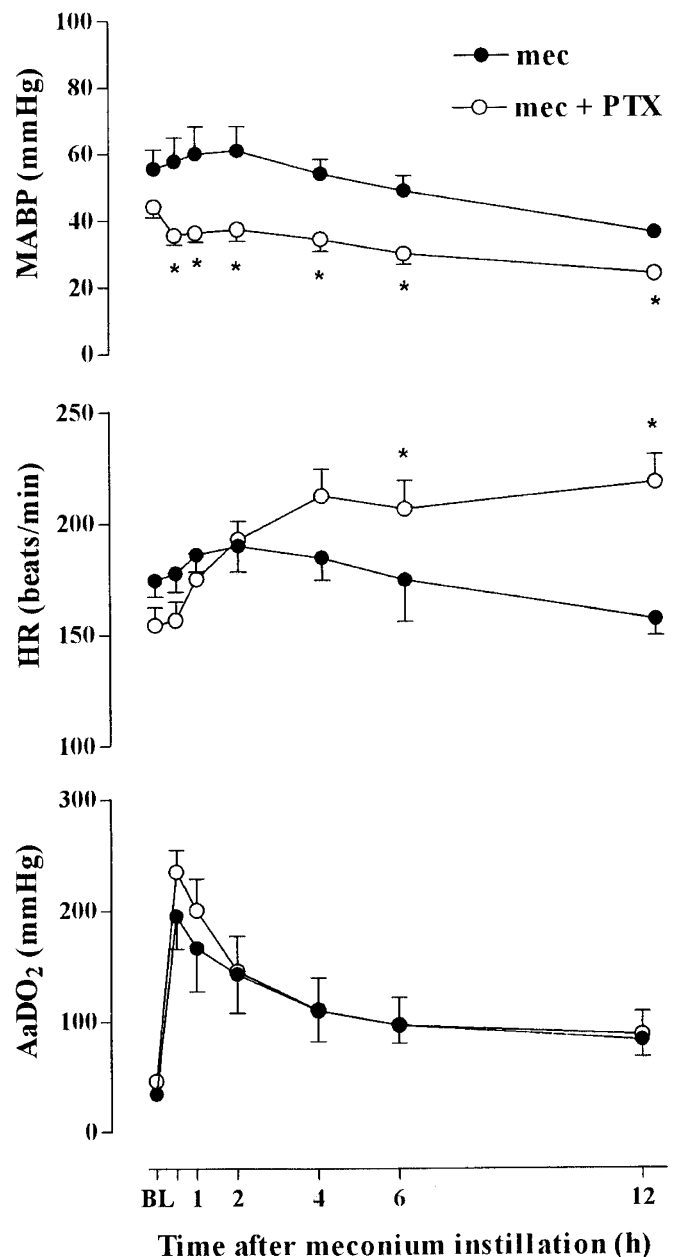 100
80
60
40
20
0
MABP (mmHg)
mec
mec + PTX
* * * * * *
250
200
150
100
HR (beats/min)
* *
300
200
100
0
AaDO₂ (mmHg)
BL 1 2 4 6 12
Time after meconium instillation (h)